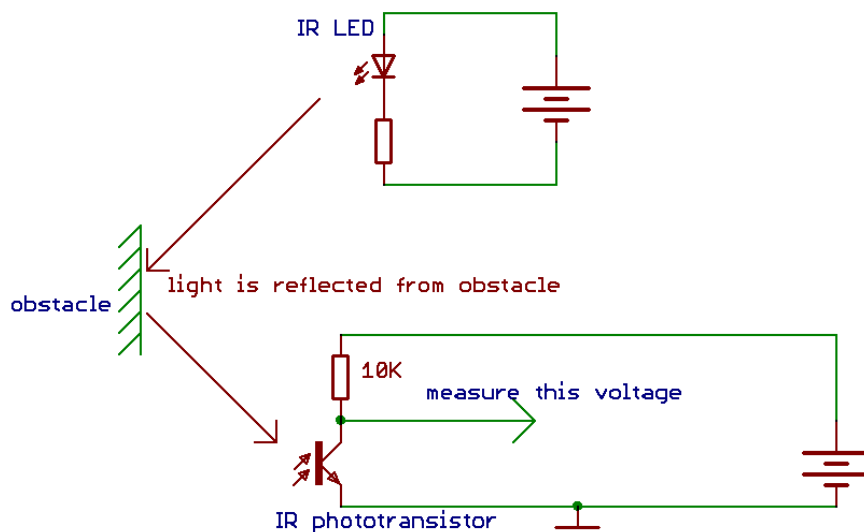 IR LED
light is reflected from obstacle
obstacle
10K
measure this voltage
IR phototransistor